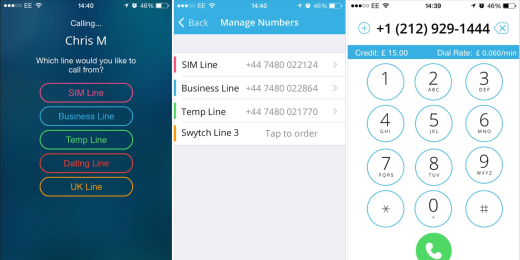 EE 14:40 46%
Calling...
Chris M
Which line would you like to
call from?
SIM Line
Business Line
Temp Line
Dating Line
UK Line
EE 14:40 46%
Back Manage Numbers
SIM Line +44 7480 022124
Business Line +44 7480 022864
Temp Line +44 7480 021770
Swytch Line 3 Tap to order
EE 14:39 46%
+1 (212) 929-1444
Credit: £ 15.00 Dial Rate: £ 0.060/min
1 2 3
ABC DEF
4 5 6
GHI JKL MNO
7 8 9
PQRS TUV WXYZ
* 0 #
+